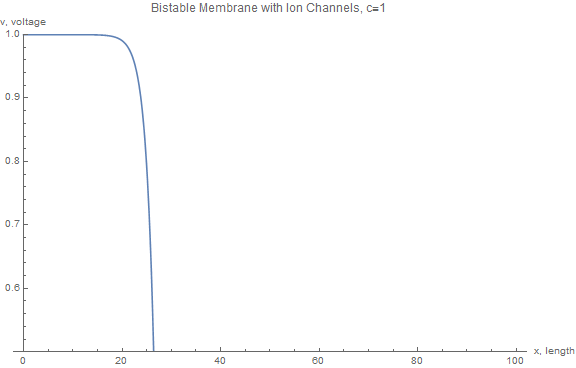 Bistable Membrane with Ion Channels, c=1
v, voltage
1.0
0.9
0.8
0.7
0.6
0 20 40 60 80 100
x, length